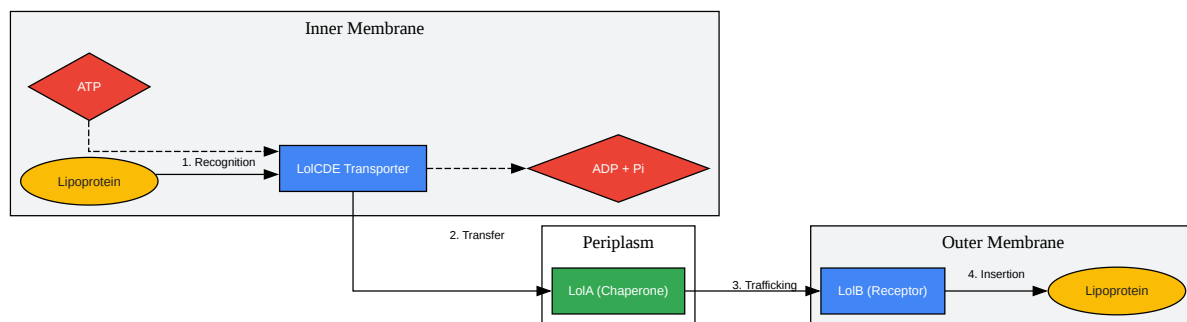 Inner Membrane
ATP
1. Recognition
Lipoprotein
LolCDE Transporter
ADP + Pi
2. Transfer
Periplasm
LolA (Chaperone)
3. Trafficking
Outer Membrane
LolB (Receptor)
4. Insertion
Lipoprotein